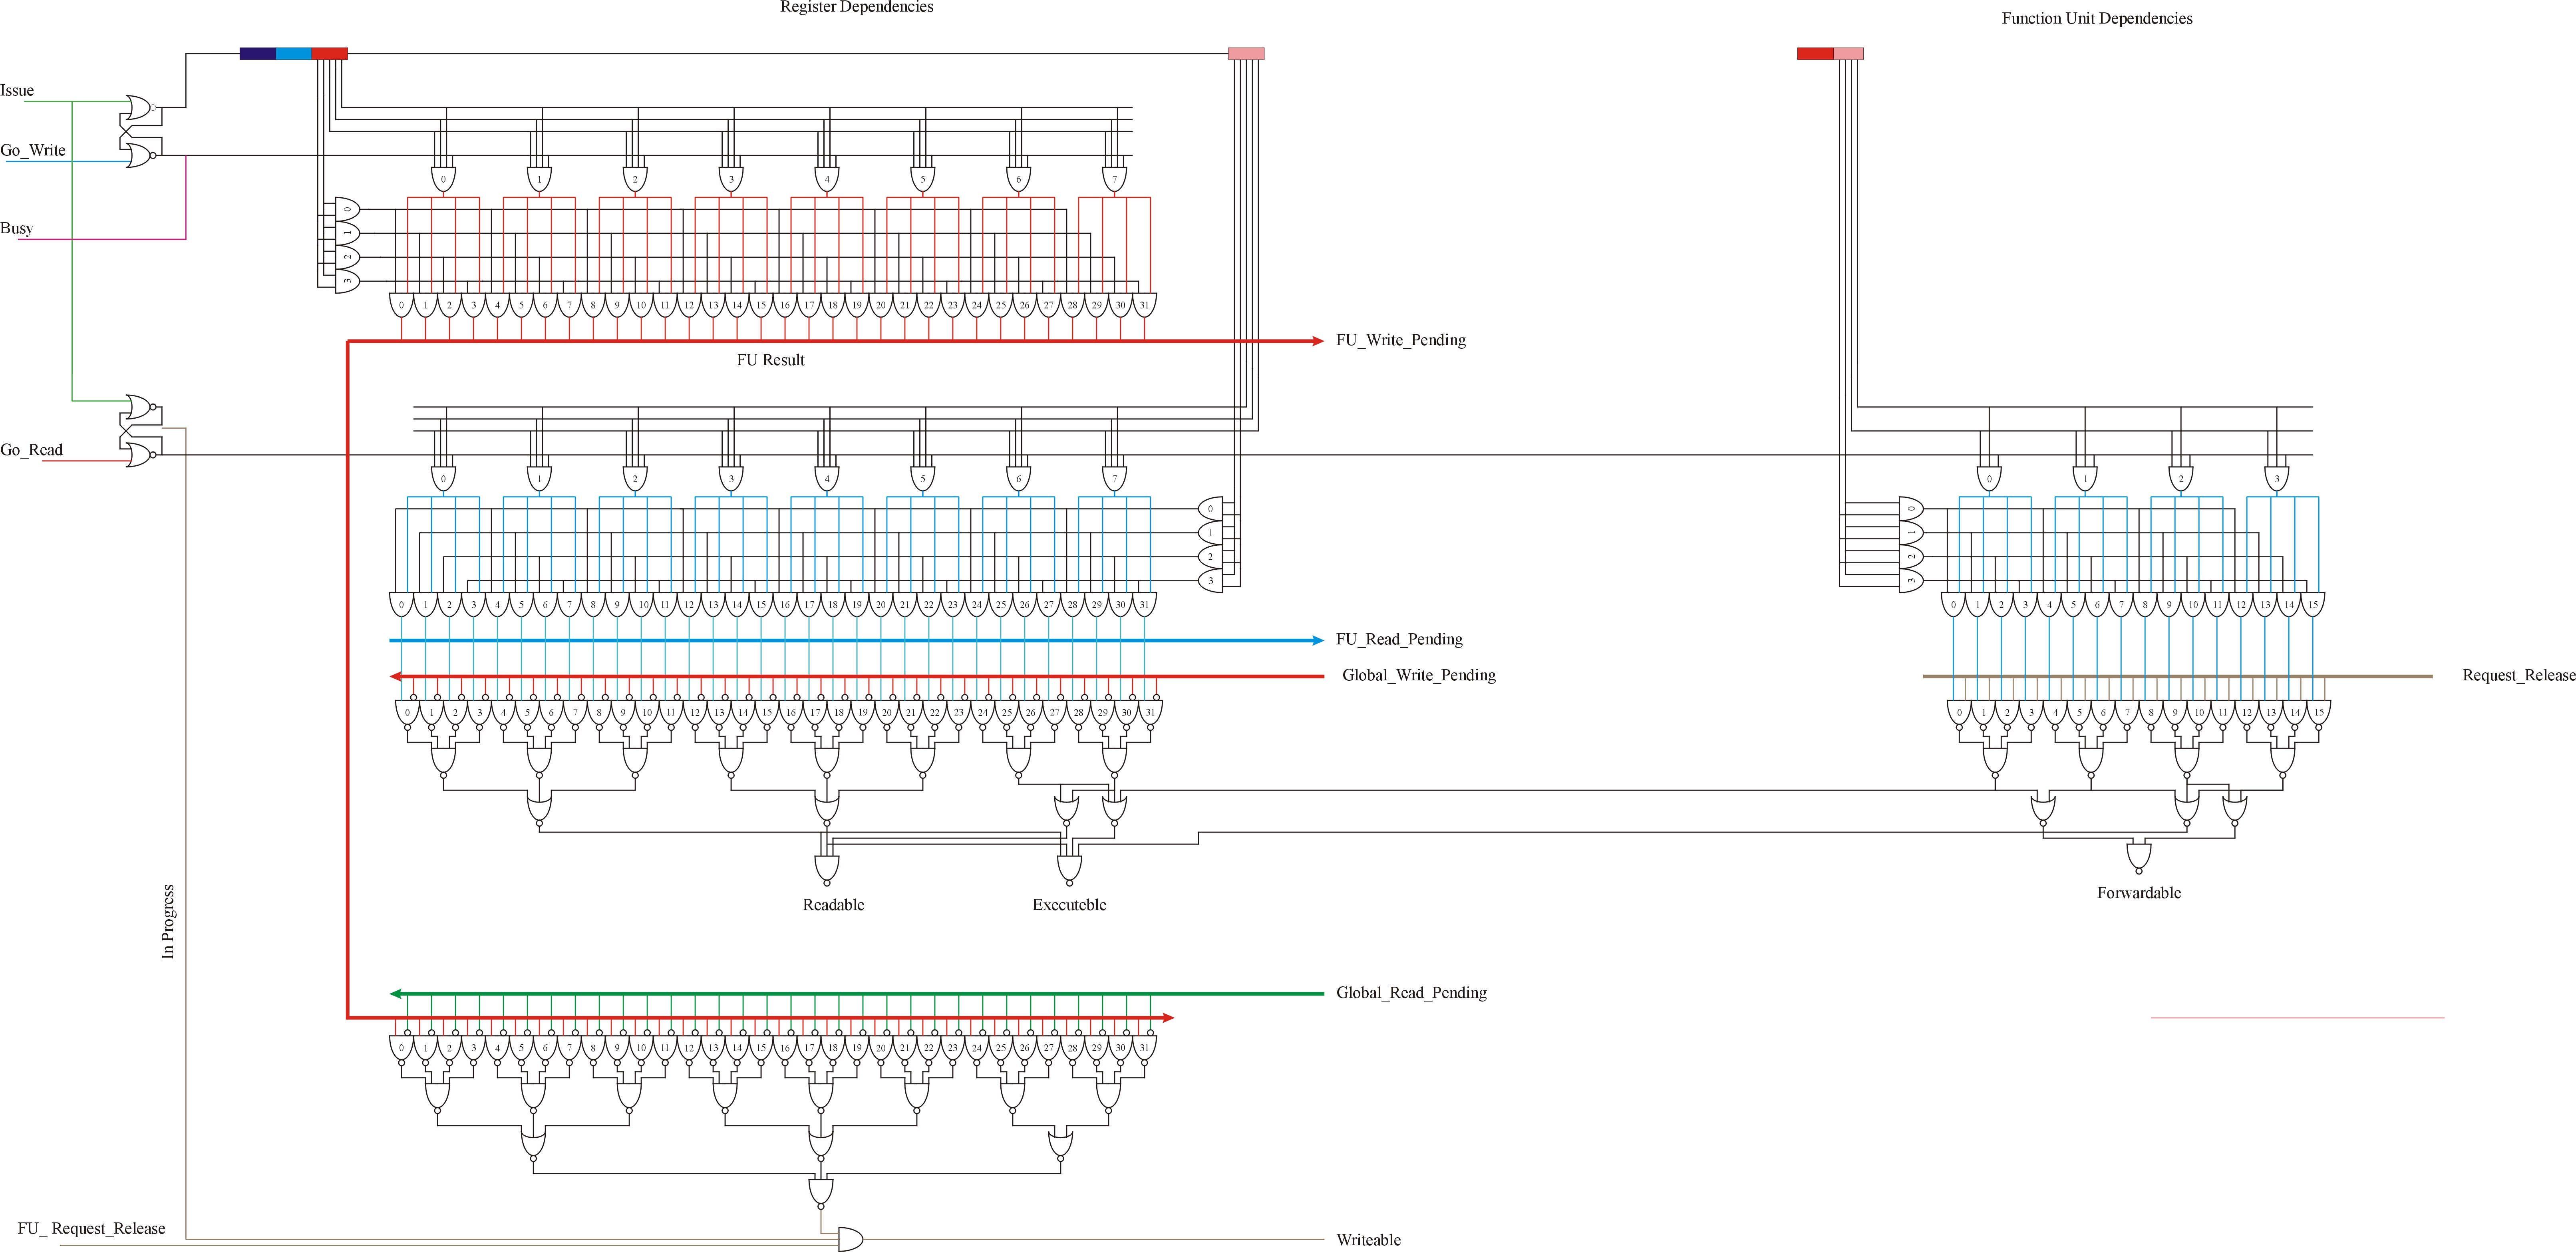 Register Dependencies
Function Unit Dependencies
Issue
Go_Write
0 1 2 3 4 5 6 7
0
Busy
1
2
3
0 1 2 3 4 5 6 7 8 9 10 11 12 13 14 15 16 17 18 19 20 21 22 23 24 25 26 27 28 29 30 31
FU_Write_Pending
FU Result
Go_Read
0 1 2 3 4 5 6 7
0 1 2 3
0
1
2
3
0
1
2
3
0 1 2 3 4 5 6 7 8 9 10 11 12 13 14 15 16 17 18 19 20 21 22 23 24 25 26 27 28 29 30 31
0 1 2 3 4 5 6 7 8 9 10 11 12 13 14 15
FU_Read_Pending
Global_Write_Pending
Request_Release
0 1 2 3 4 5 6 7 8 9 10 11 12 13 14 15 16 17 18 19 20 21 22 23 24 25 26 27 28 29 30 31
0 1 2 3 4 5 6 7 8 9 10 11 12 13 14 15
Readable
Executeble
Forwardable
In Progress
Global_Read_Pending
0 1 2 3 4 5 6 7 8 9 10 11 12 13 14 15 16 17 18 19 20 21 22 23 24 25 26 27 28 29 30 31
FU_ Request_Release
Writeable